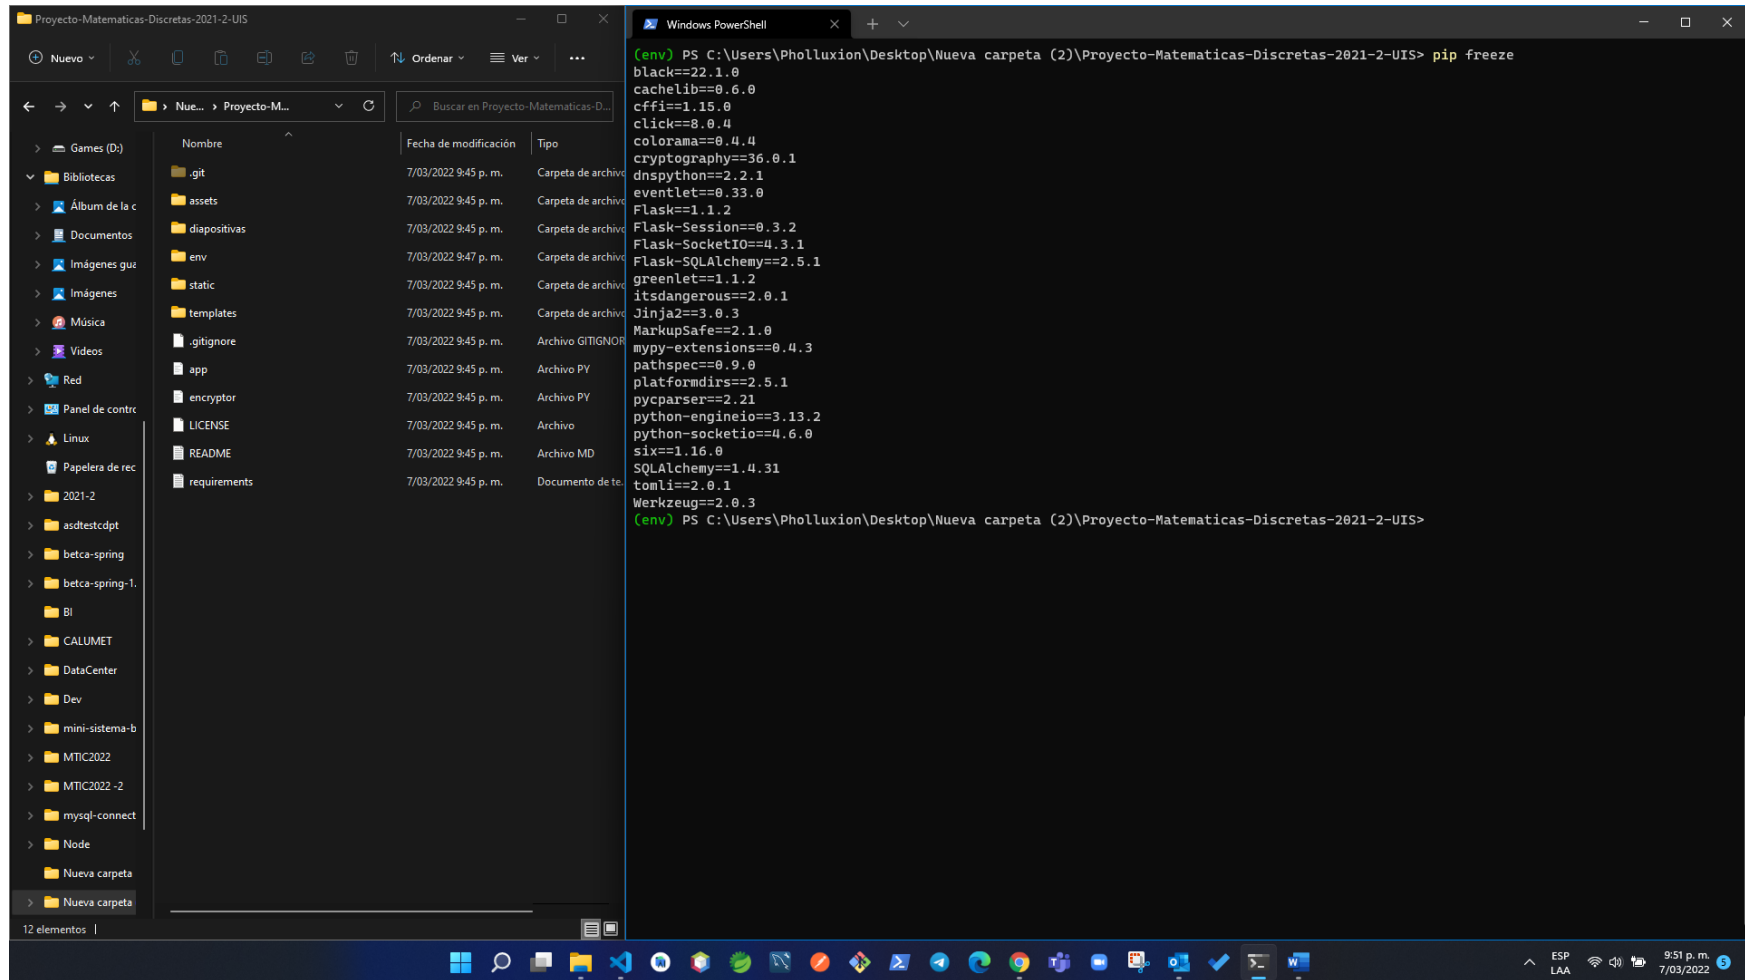 Proyecto-Matematicas-Discretas-2021-2-UIS
Nuevo
Ordenar
Ver
Nue... > Proyecto-M...
Buscar en Proyecto-Matematicas-D...
Games (D:)
Bibliotecas
Álbum de la c
Documentos
Imágenes gua
Imágenes
Música
Videos
Red
Panel de contro
Linux
Papelera de rec
2021-2
asdtestcdpt
betca-spring
betca-spring-1.
BI
CALUMET
DataCenter
Dev
mini-sistema-b
MTIC2022
MTIC2022 -2
mysql-connect
Node
Nueva carpeta
Nueva carpeta
Nombre Fecha de modificación Tipo
.git 7/03/2022 9:45 p. m. Carpeta de archivo
assets 7/03/2022 9:45 p. m. Carpeta de archivo
diapositivas 7/03/2022 9:45 p. m. Carpeta de archivo
env 7/03/2022 9:47 p. m. Carpeta de archivo
static 7/03/2022 9:45 p. m. Carpeta de archivo
templates 7/03/2022 9:45 p. m. Carpeta de archivo
.gitignore 7/03/2022 9:45 p. m. Archivo GITIGNOR
app 7/03/2022 9:45 p. m. Archivo PY
encryptor 7/03/2022 9:45 p. m. Archivo PY
LICENSE 7/03/2022 9:45 p. m. Archivo
README 7/03/2022 9:45 p. m. Archivo MD
requirements 7/03/2022 9:45 p. m. Documento de te...
12 elementos
Windows PowerShell
(env) PS C:\Users\Pholluxion\Desktop\Nueva carpeta (2)\Proyecto-Matematicas-Discretas-2021-2-UIS> pip freeze
black==22.1.0
cachelib==0.6.0
cffi==1.15.0
click==8.0.4
colorama==0.4.4
cryptography==36.0.1
dnspython==2.2.1
eventlet==0.33.0
Flask==1.1.2
Flask-Session==0.3.2
Flask-SocketIO==4.3.1
Flask-SQLAlchemy==2.5.1
greenlet==1.1.2
itsdangerous==2.0.1
Jinja2==3.0.3
MarkupSafe==2.1.0
mypy-extensions==0.4.3
pathspec==0.9.0
platformdirs==2.5.1
pycparser==2.21
python-engineio==3.13.2
python-socketio==4.6.0
six==1.16.0
SQLAlchemy==1.4.31
tomli==2.0.1
Werkzeug==2.0.3
(env) PS C:\Users\Pholluxion\Desktop\Nueva carpeta (2)\Proyecto-Matematicas-Discretas-2021-2-UIS>
ESP
LAA
9:51 p. m.
7/03/2022
5